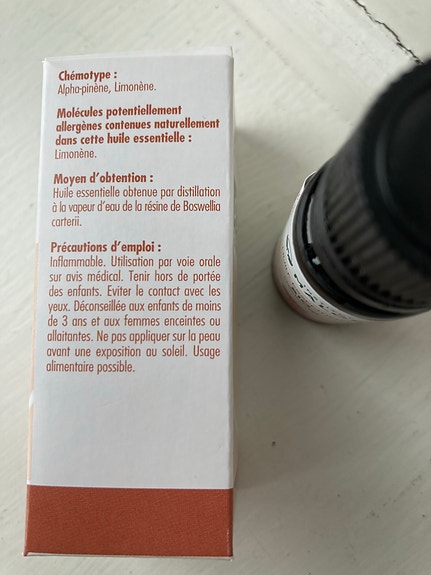 Chémotype :
Alpha-pinène, Limonène.
Molécules potentiellement
allergènes contenues naturellement
dans cette huile essentielle :
Limonène.
Moyen d'obtention :
Huile essentielle obtenue par distillation
à la vapeur d'eau de la résine de Boswellia
carterii.
Précautions d'emploi :
Inflammable. Utilisation par voie orale
sur avis médical. Tenir hors de portée
des enfants. Eviter le contact avec les
yeux. Déconseillée aux enfants de moins
de 3 ans et aux femmes enceintes ou
allaitantes. Ne pas appliquer sur la peau
avant une exposition au soleil. Usage
alimentaire possible.